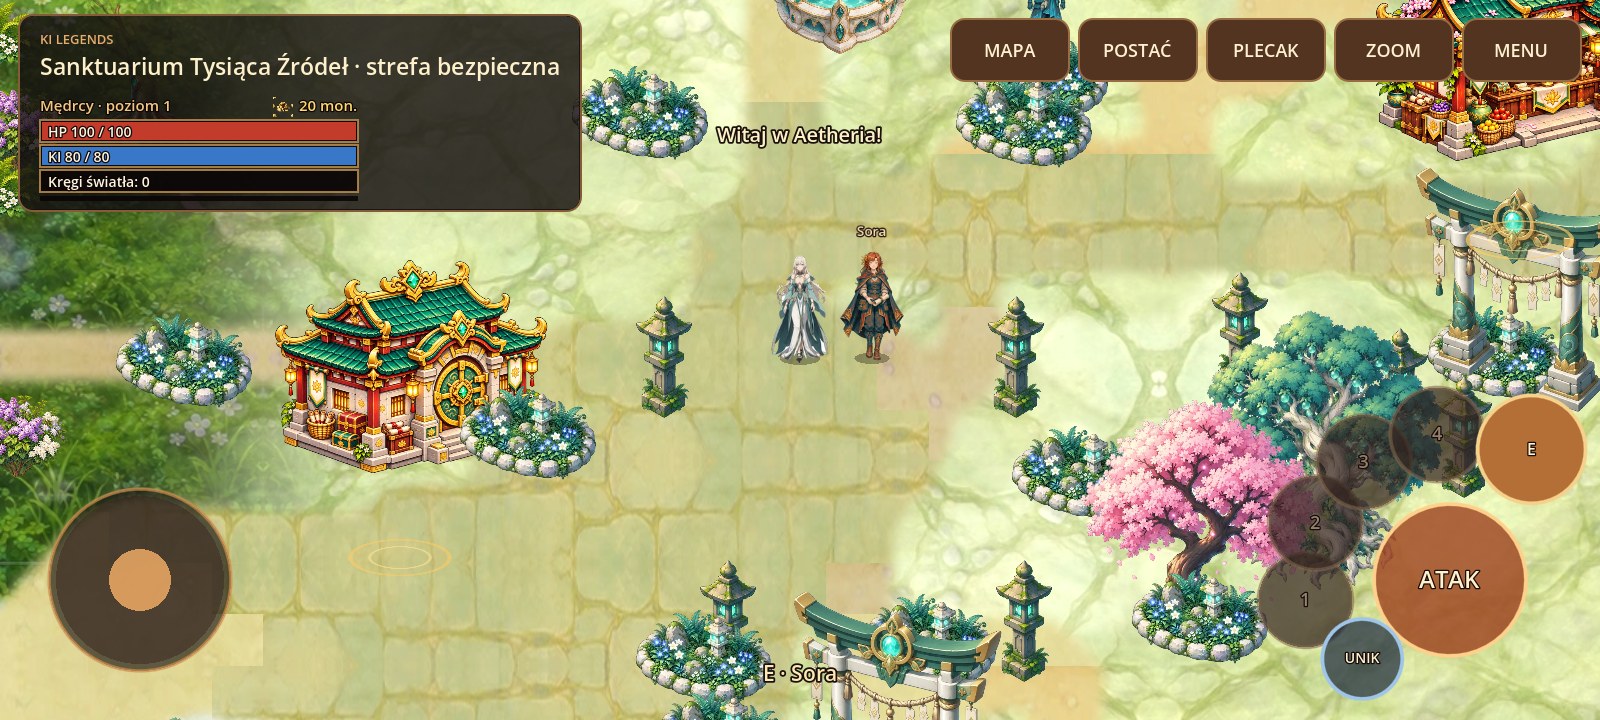 KI LEGENDS
Sanktuarium Tysiąca Źródeł · strefa bezpieczna
Mędrcy · poziom 1
20 mon.
HP 100 / 100
KI 80 / 80
Kręgi światła: 0
MAPA
POSTAĆ
PLECAK
ZOOM
MENU
Witaj w Aetheria!
Sora
4
E
3
2
ATAK
1
UNIK
E · Sora